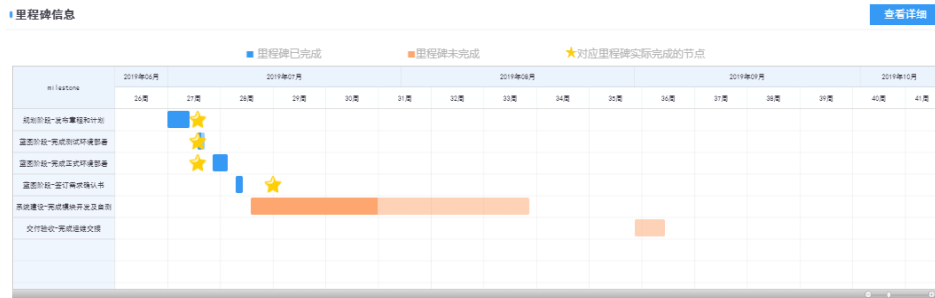 里程碑信息
查看详细
里程碑已完成
里程碑未完成
对应里程碑实际完成的节点
milestone
2019年06月
2019年07月
2019年08月
2019年09月
2019年10月
26周
27周
28周
29周
30周
31周
32周
33周
34周
35周
36周
37周
38周
39周
40周
41周
规划阶段-发布章程和计划
蓝图阶段-完成测试环境部署
蓝图阶段-完成正式环境部署
蓝图阶段-签订需求确认书
系统建设-完成模块开发及自测
交付验收-完成运维交接